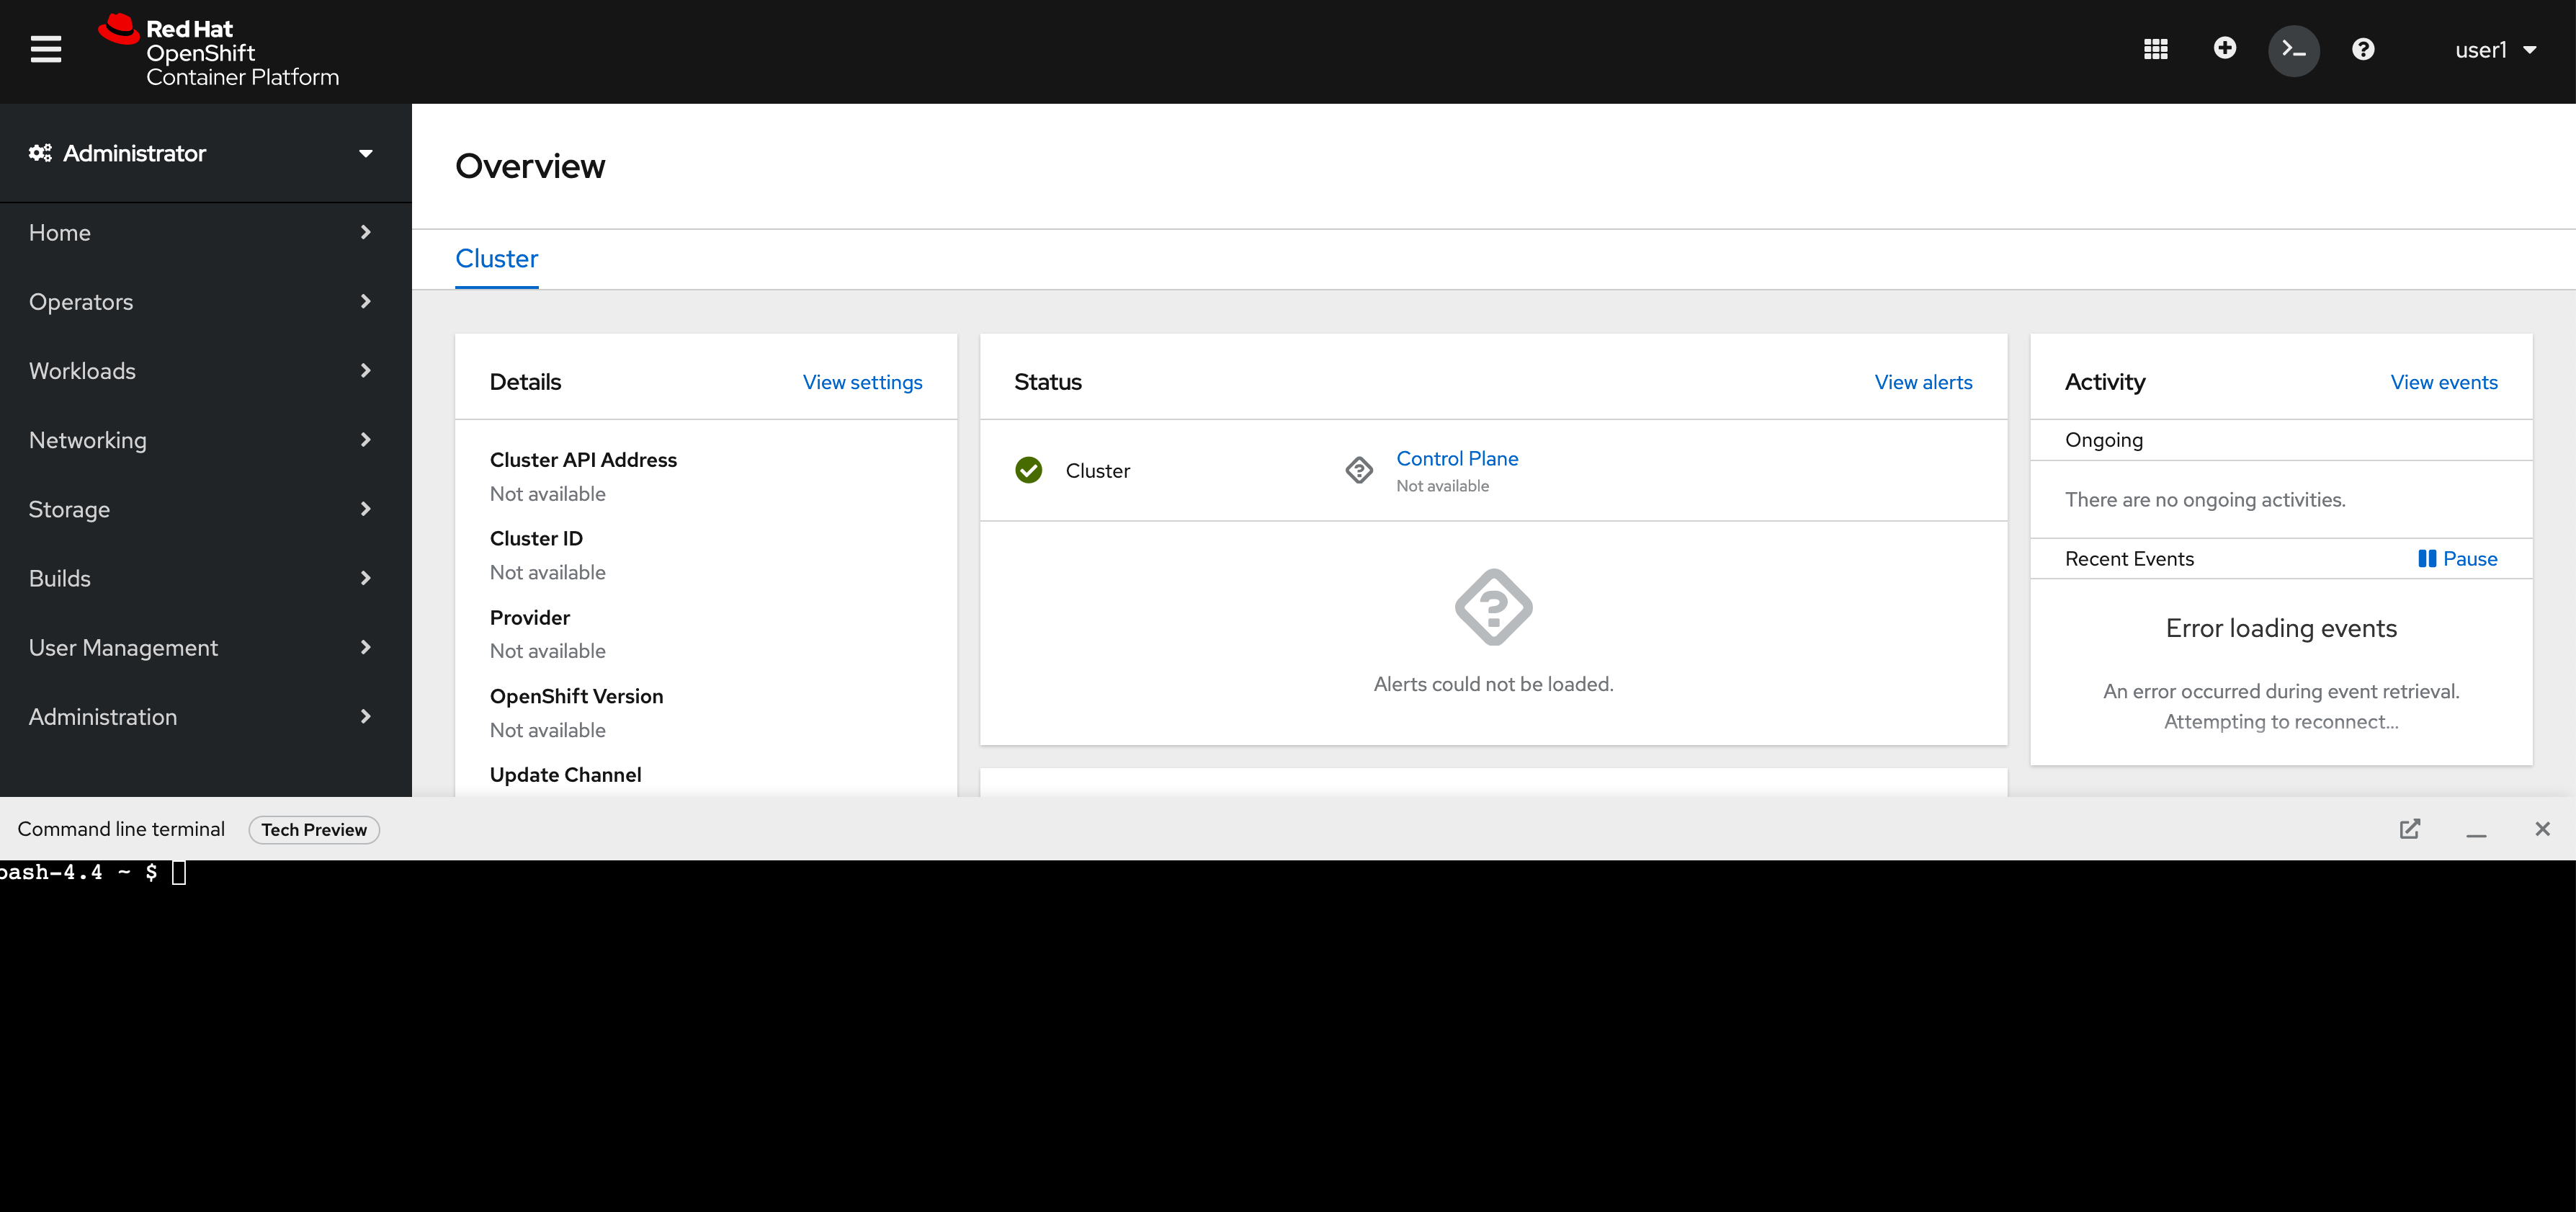 Red Hat
OpenShift
Container Platform
user1
Administrator
Home
Operators
Workloads
Networking
Storage
Builds
User Management
Administration
Overview
Cluster
Details
View settings
Cluster API Address
Not available
Cluster ID
Not available
Provider
Not available
OpenShift Version
Not available
Update Channel
Status
View alerts
Cluster
Control Plane
Not available
Alerts could not be loaded.
Activity
View events
Ongoing
There are no ongoing activities.
Recent Events
Pause
Error loading events
An error occurred during event retrieval.
Attempting to reconnect...
Command line terminal
Tech Preview
bash-4.4 ~ $